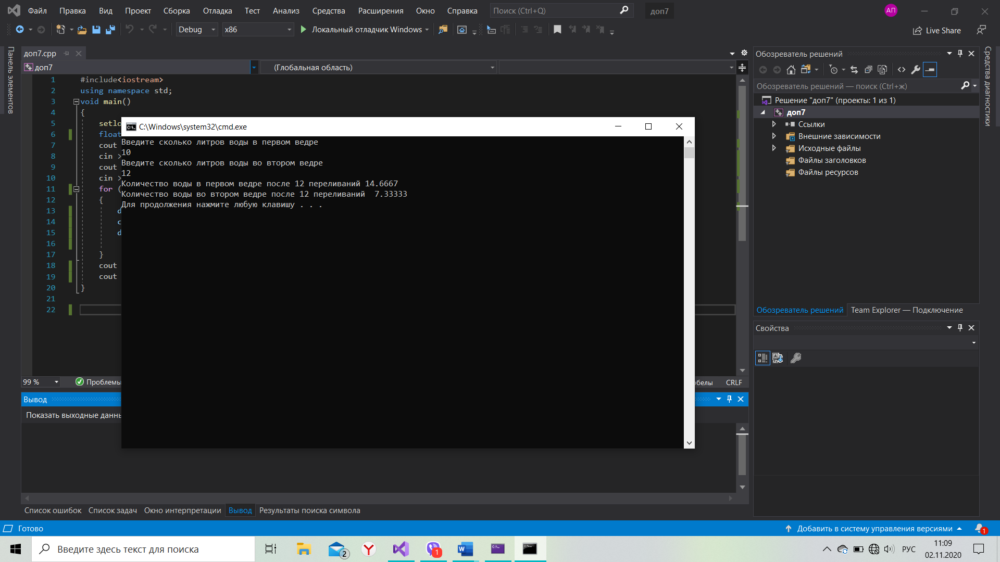 Файл Правка Вид Проект Сборка Отладка Тест Анализ Средства Расширения Окно Справка Поиск (Ctrl+Q) доп7 АП
Debug x86 Локальный отладчик Windows Live Share
Панель элементов
доп7.cpp
доп7 (Глобальная область)
1 #include<iostream>
2 using namespace std;
3 void main()
4 {
5 setlo
6 float
7 cout
8 cin >
9 cout
10 cin >
11 for (
12 {
13 d
14 c
15 d
16
17 }
18 cout
19 cout
20 }
21
22
C:\Windows\system32\cmd.exe
Введите сколько литров воды в первом ведре
10
Введите сколько литров воды во втором ведре
12
Количество воды в первом ведре после 12 переливаний 14.6667
Количество воды во втором ведре после 12 переливаний 7.33333
Для продолжения нажмите любую клавишу . . .
99 % Проблемы
обелы CRLF
Вывод
Показать выходные данны
Список ошибок Список задач Окно интерпретации Вывод Результаты поиска символа
Обозреватель решений
Обозреватель решений — поиск (Ctrl+ж)
Решение "доп7" (проекты: 1 из 1)
доп7
Ссылки
Внешние зависимости
Исходные файлы
Файлы заголовков
Файлы ресурсов
Обозреватель решений Team Explorer — Подключение
Свойства
Средства диагностики
Готово Добавить в систему управления версиями 1
Введите здесь текст для поиска 2 1 РУС 11:09
02.11.2020